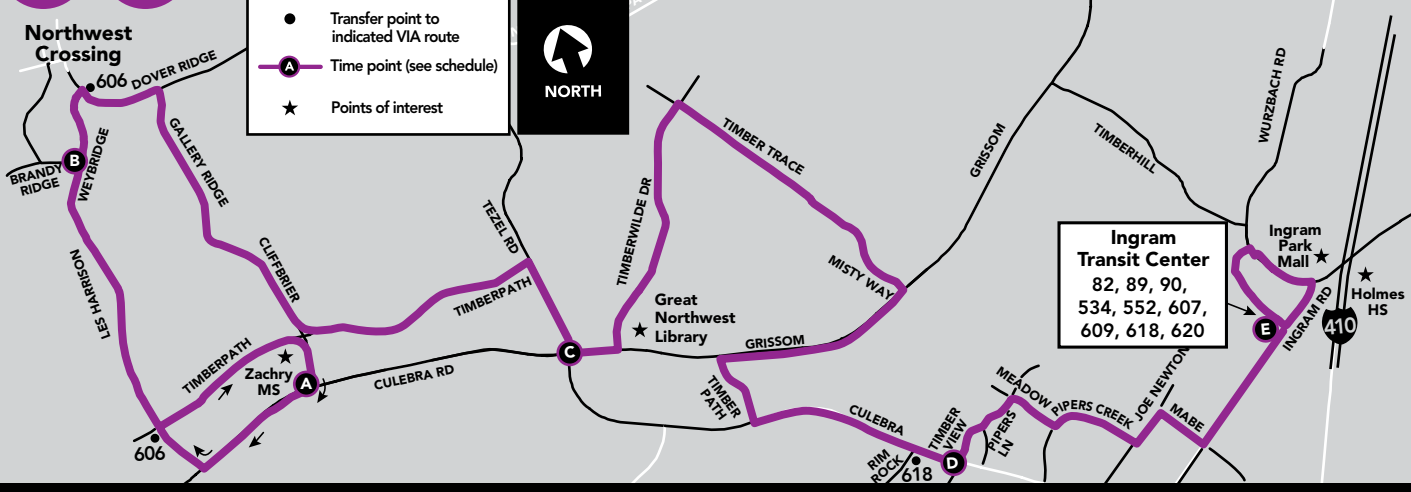 Northwest
Crossing
606
DOVER RIDGE
Transfer point to
indicated VIA route
A
Time point (see schedule)
Points of interest
NORTH
B
BRANDY
RIDGE
WEYBRIDGE
GALLERY RIDGE
LES HARRISON
CLIFFBRIER
TIMBERPATH
Zachry
MS
A
606
TIMBERPATH
CULEBRA RD
TEZEL RD
C
TIMBERWILDE DR
TIMBER TRACE
MISTY WAY
Great
Northwest
Library
GRISSOM
GRISSOM
TIMBER
PATH
CULEBRA
RIM
ROCK
618
TIMBER
VIEW
D
PIPERS
LN
MEADOW
PIPERS CREEK
JOE NEWTON
MABE
TIMBERHILL
WURZBACH RD
Ingram
Transit Center
82, 89, 90,
534, 552, 607,
609, 618, 620
E
INGRAM RD
Ingram
Park
Mall
Holmes
HS
410